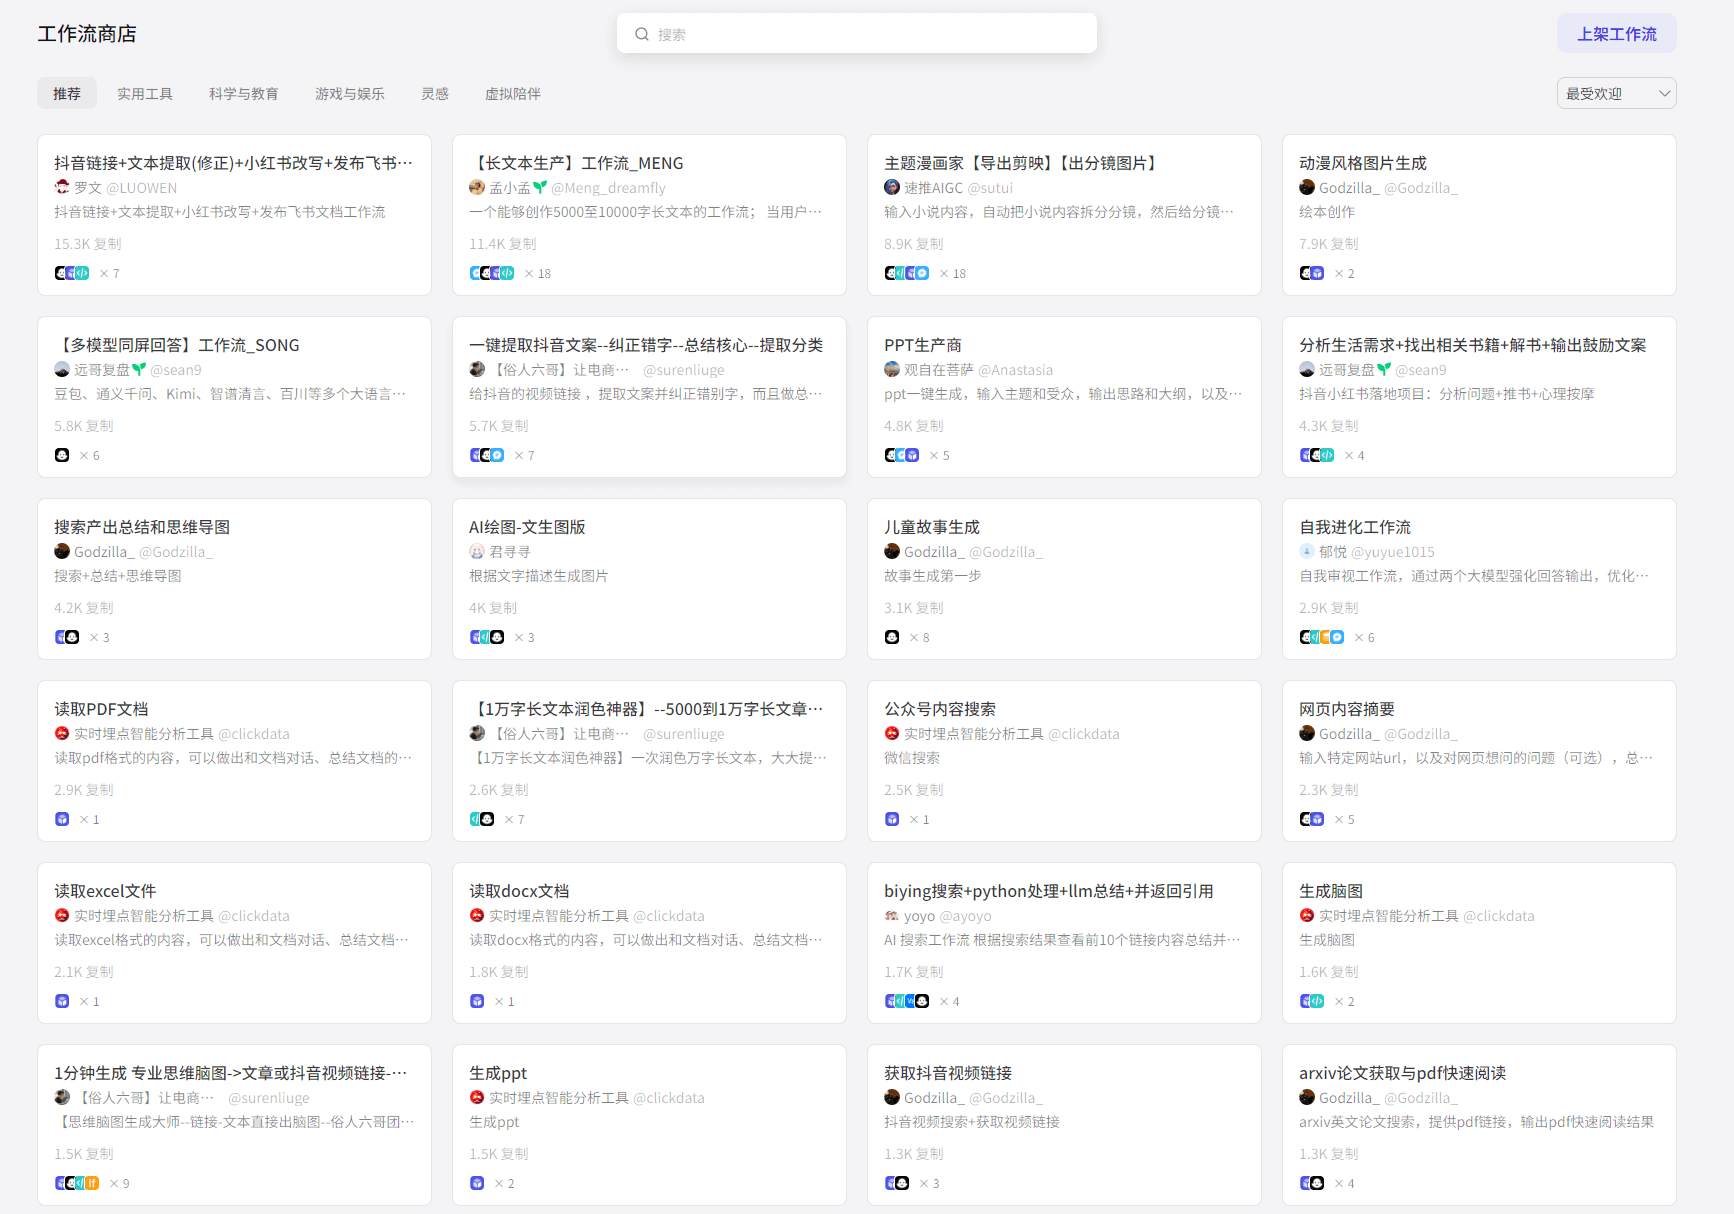 工作流商店
搜索
上架工作流
推荐 实用工具 科学与教育 游戏与娱乐 灵感 虚拟陪伴
最受欢迎
抖音链接+文本提取(修正)+小红书改写+发布飞书…
罗文 @LUOWEN
抖音链接+文本提取+小红书改写+发布飞书文档工作流
15.3K 复制
× 7
【长文本生产】工作流_MENG
孟小孟 @Meng_dreamfly
一个能够创作5000至10000字长文本的工作流； 当用户…
11.4K 复制
× 18
主题漫画家【导出剪映】【出分镜图片】
速推AIGC @sutui
输入小说内容，自动把小说内容拆分分镜，然后给分镜…
8.9K 复制
× 18
动漫风格图片生成
Godzilla_ @Godzilla_
绘本创作
7.9K 复制
× 2
【多模型同屏回答】工作流_SONG
远哥复盘 @sean9
豆包、通义千问、Kimi、智谱清言、百川等多个大语言…
5.8K 复制
× 6
一键提取抖音文案--纠正错字--总结核心--提取分类
【俗人六哥】让电商… @surenliuge
给抖音的视频链接 ，提取文案并纠正错别字，而且做总…
5.7K 复制
× 7
PPT生产商
观自在菩萨 @Anastasia
ppt一键生成，输入主题和受众，输出思路和大纲，以及…
4.8K 复制
× 5
分析生活需求+找出相关书籍+解书+输出鼓励文案
远哥复盘 @sean9
抖音小红书落地项目：分析问题+推书+心理按摩
4.3K 复制
× 4
搜索产出总结和思维导图
Godzilla_ @Godzilla_
搜索+总结+思维导图
4.2K 复制
× 3
AI绘图-文生图版
君寻寻
根据文字描述生成图片
4K 复制
× 3
儿童故事生成
Godzilla_ @Godzilla_
故事生成第一步
3.1K 复制
× 8
自我进化工作流
郁悦 @yuyue1015
自我审视工作流，通过两个大模型强化回答输出，优化…
2.9K 复制
× 6
读取PDF文档
实时埋点智能分析工具 @clickdata
读取pdf格式的内容，可以做出和文档对话、总结文档的…
2.9K 复制
× 1
【1万字长文本润色神器】--5000到1万字长文章…
【俗人六哥】让电商… @surenliuge
【1万字长文本润色神器】一次润色万字长文本，大大提…
2.6K 复制
× 7
公众号内容搜索
实时埋点智能分析工具 @clickdata
微信搜索
2.5K 复制
× 1
网页内容摘要
Godzilla_ @Godzilla_
输入特定网站url，以及对网页想问的问题（可选），总…
2.3K 复制
× 5
读取excel文件
实时埋点智能分析工具 @clickdata
读取excel格式的内容，可以做出和文档对话、总结文档…
2.1K 复制
× 1
读取docx文档
实时埋点智能分析工具 @clickdata
读取docx格式的内容，可以做出和文档对话、总结文档…
1.8K 复制
× 1
biying搜索+python处理+llm总结+并返回引用
yoyo @ayoyo
AI 搜索工作流 根据搜索结果查看前10个链接内容总结并…
1.7K 复制
× 4
生成脑图
实时埋点智能分析工具 @clickdata
生成脑图
1.6K 复制
× 2
1分钟生成 专业思维脑图->文章或抖音视频链接-…
【俗人六哥】让电商… @surenliuge
【思维脑图生成大师--链接-文本直接出脑图--俗人六哥团…
1.5K 复制
If × 9
生成ppt
实时埋点智能分析工具 @clickdata
生成ppt
1.5K 复制
× 2
获取抖音视频链接
Godzilla_ @Godzilla_
抖音视频搜索+获取视频链接
1.3K 复制
× 3
arxiv论文获取与pdf快速阅读
Godzilla_ @Godzilla_
arxiv英文论文搜索，提供pdf链接，输出pdf快速阅读结果
1.3K 复制
× 4